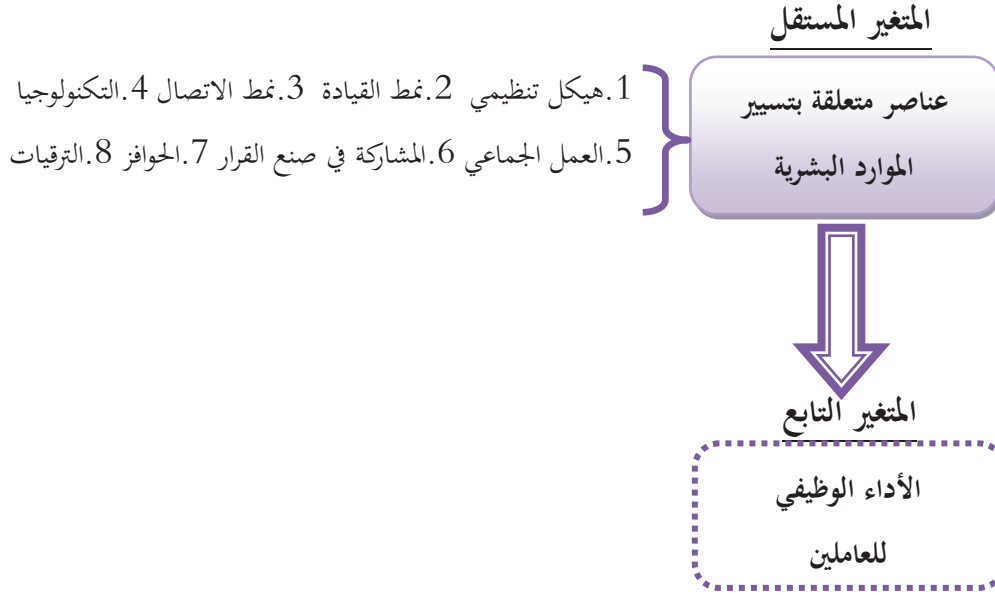 المتغير المستقل
عناصر متعلقة بتسيير
الموارد البشرية
1.هيكل تنظيمي 2.نمط القيادة 3.نمط الاتصال 4.التكنولوجيا
5.العمل الجماعي 6.المشاركة في صنع القرار 7.الحوافز 8.الترقيات
المتغير التابع
الأداء الوظيفي
للعاملين